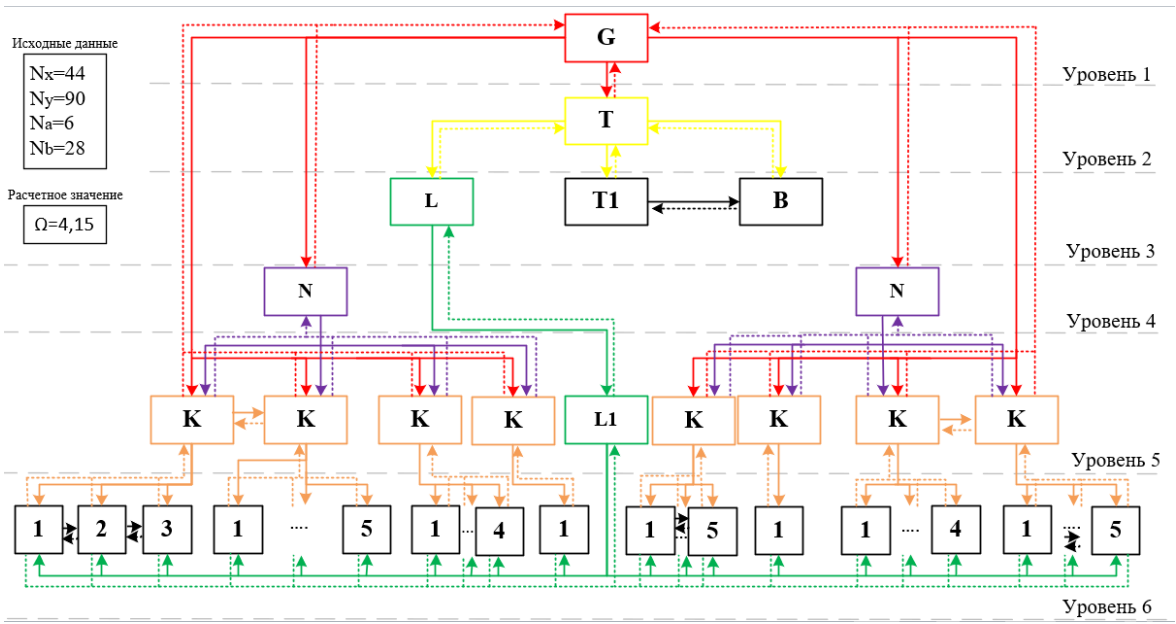 G
Исходные данные
Nx=44
Ny=90
Na=6
Nb=28
Уровень 1
T
Уровень 2
Расчетное значение
Ω=4,15
L
T1
B
Уровень 3
N
N
Уровень 4
K
K
K
K
L1
K
K
K
K
Уровень 5
1
2
3
1
....
5
1
...
4
1
1
...
5
1
1
....
4
1
....
5
Уровень 6